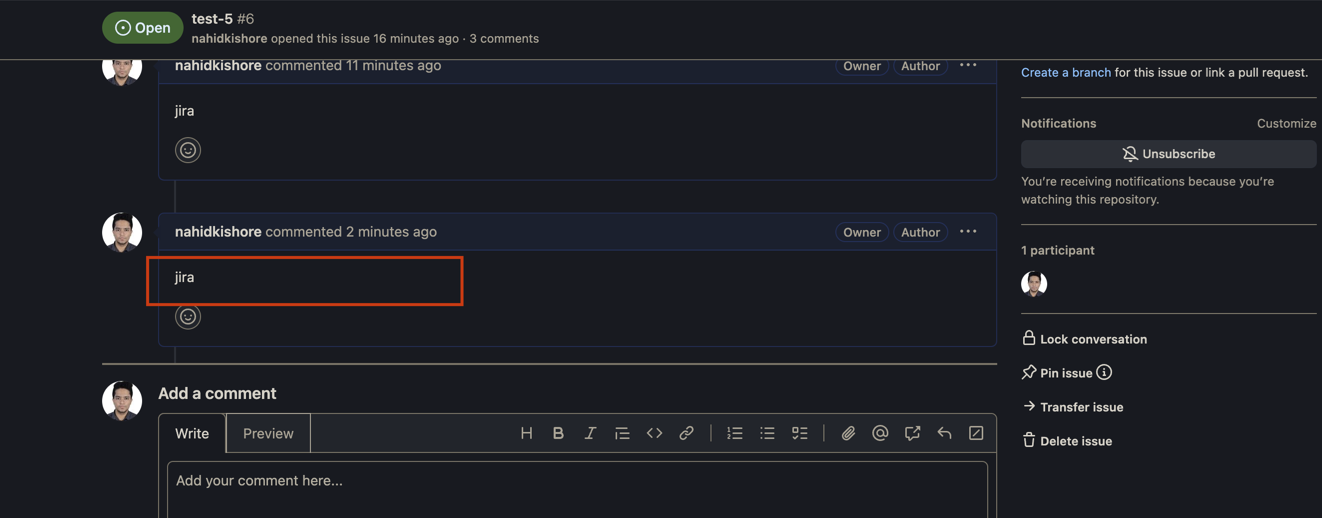 Open
test-5 #6
nahidkishore opened this issue 16 minutes ago · 3 comments
nahidkishore commented 11 minutes ago
Owner
Author
jira
nahidkishore commented 2 minutes ago
Owner
Author
jira
Add a comment
Write
Preview
Add your comment here...
Create a branch for this issue or link a pull request.
Notifications
Customize
Unsubscribe
You're receiving notifications because you're
watching this repository.
1 participant
Lock conversation
Pin issue
Transfer issue
Delete issue